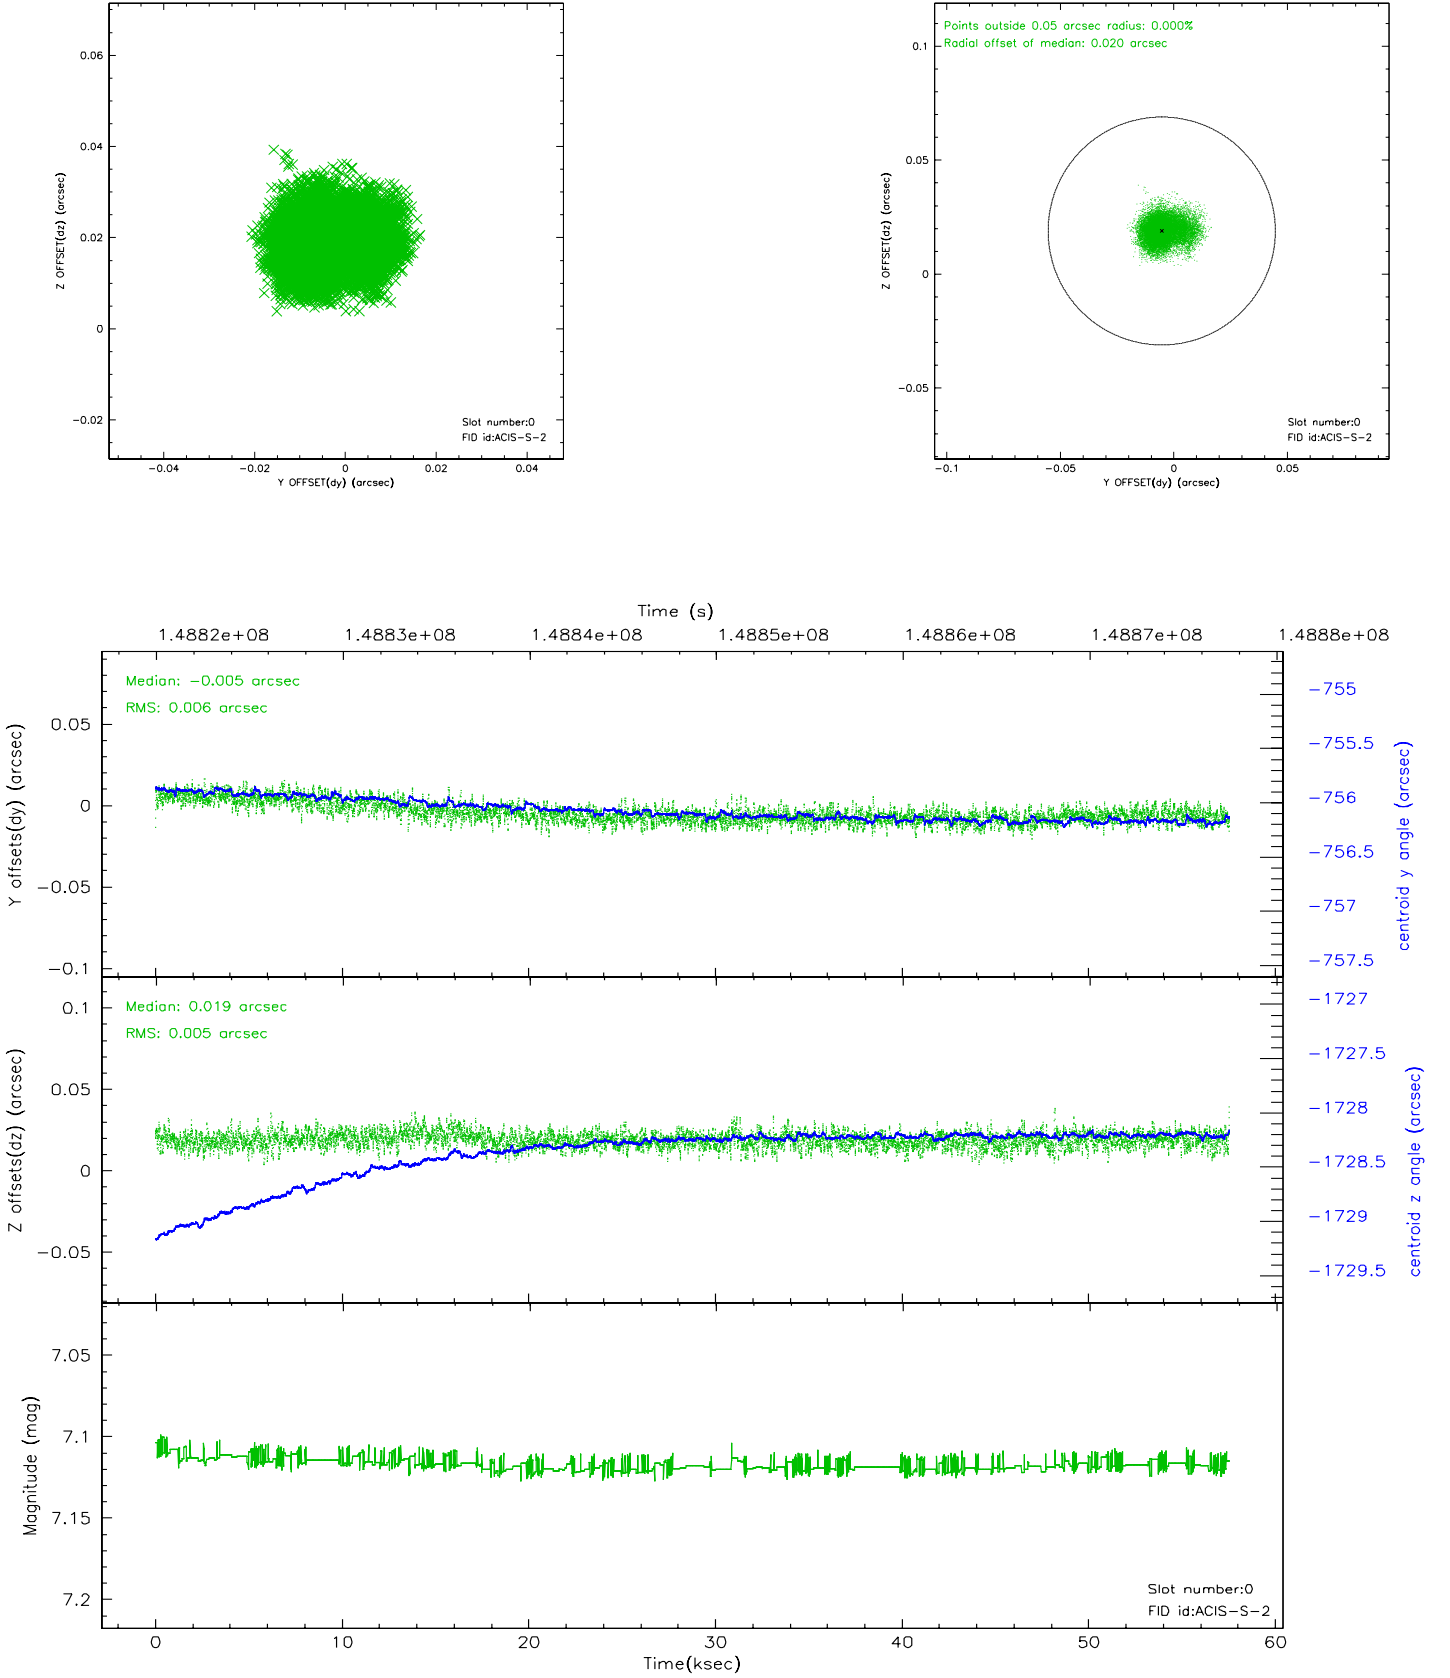 0.06
0.04
0.02
0
−0.02
Z OFFSET(dz) (arcsec)
Slot number:0
FID id:ACIS−S−2
−0.04 −0.02 0 0.02 0.04
Y OFFSET(dy) (arcsec)
Points outside 0.05 arcsec radius: 0.000%
Radial offset of median: 0.020 arcsec
0.1
0.05
0
−0.05
Z OFFSET(dz) (arcsec)
Slot number:0
FID id:ACIS−S−2
−0.1 −0.05 0 0.05
Y OFFSET(dy) (arcsec)
Time (s)
1.4882e+08 1.4883e+08 1.4884e+08 1.4885e+08 1.4886e+08 1.4887e+08 1.4888e+08
Median: −0.005 arcsec
RMS: 0.006 arcsec
0.05
0
−0.05
−0.1
Y offsets(dy) (arcsec)
−755
−755.5
−756
−756.5
−757
−757.5
centroid y angle (arcsec)
Median: 0.019 arcsec
RMS: 0.005 arcsec
0.1
0.05
0
−0.05
Z offsets(dz) (arcsec)
−1727
−1727.5
−1728
−1728.5
−1729
−1729.5
centroid z angle (arcsec)
7.05
7.1
7.15
7.2
Magnitude (mag)
Slot number:0
FID id:ACIS−S−2
0 10 20 30 40 50 60
Time(ksec)